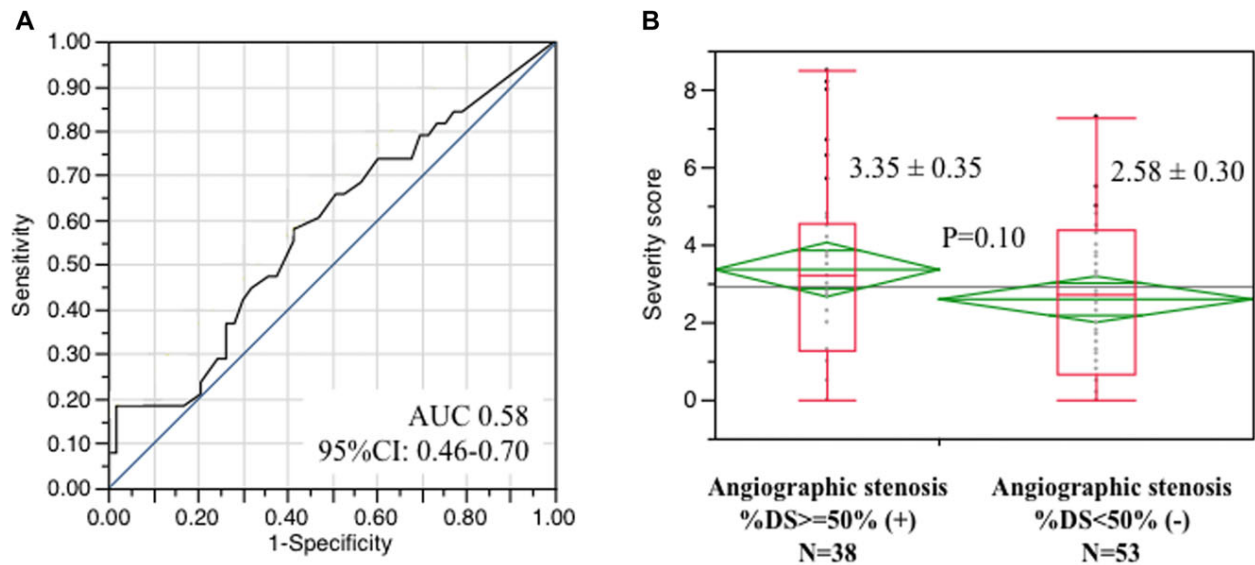 A
1.00
0.90
0.80
0.70
0.60
0.50
0.40
0.30
0.20
0.10
0.00
Sensitivity
AUC 0.58
95%CI: 0.46-0.70
0.00 0.20 0.40 0.60 0.80 1.00
1-Specificity
B
8
6
4
2
0
Severity score
3.35 ± 0.35
2.58 ± 0.30
P=0.10
Angiographic stenosis
%DS>=50% (+)
N=38
Angiographic stenosis
%DS<50% (-)
N=53